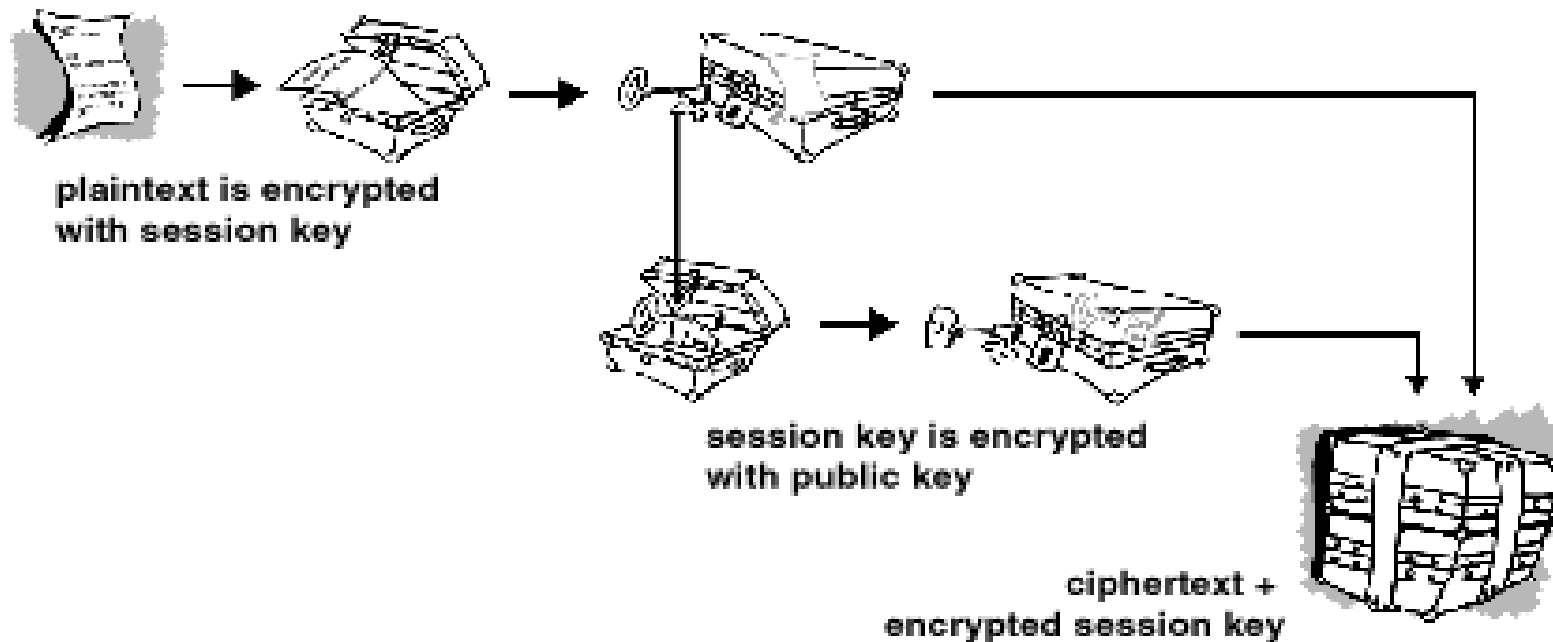 plaintext is encrypted
with session key
session key is encrypted
with public key
ciphertext +
encrypted session key